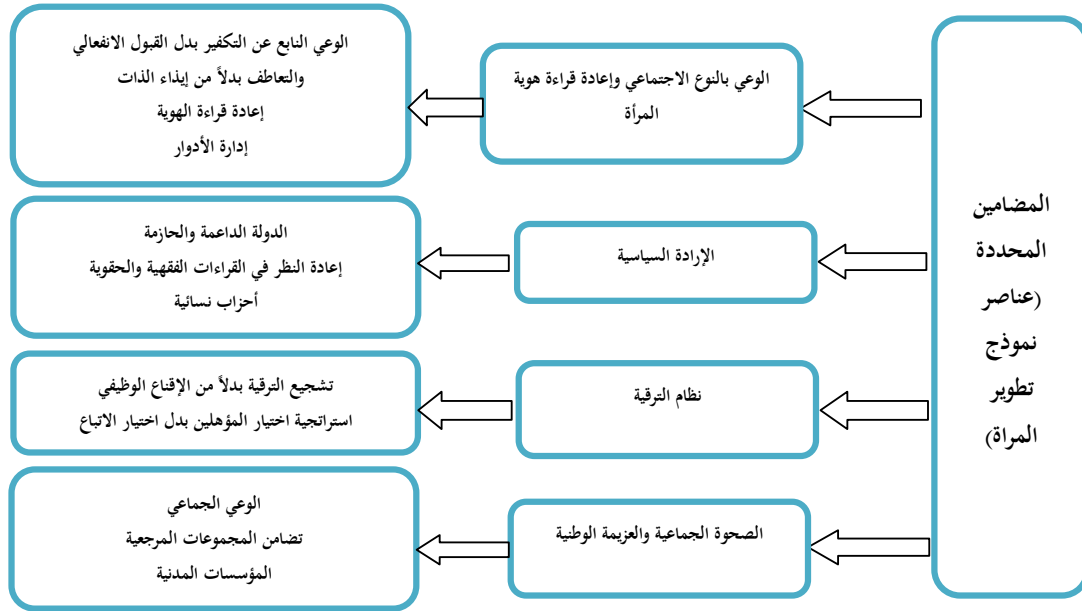 المضامين
المحددة
(عناصر
نموذج
تطوير
المراة)
الوعي بالنوع الاجتماعي وإعادة قراءة هوية
المرأة
الوعي النابع عن التكفير بدل القبول الانفعالي
والتعاطف بدلاً من إيذاء الذات
إعادة قراءة الهوية
إدارة الأدوار
الإرادة السياسية
الدولة الداعمة والحازمة
إعادة النظر في القراءات الفقهية والحقوية
أحزاب نسائية
نظام الترقية
تشجيع الترقية بدلاً من الإقناع الوظيفي
استراتجية اختيار المؤهلين بدل اختيار الاتباع
الصحوة الجماعية والعزيمة الوطنية
الوعي الجماعي
تضامن المجموعات المرجعية
المؤسسات المدنية